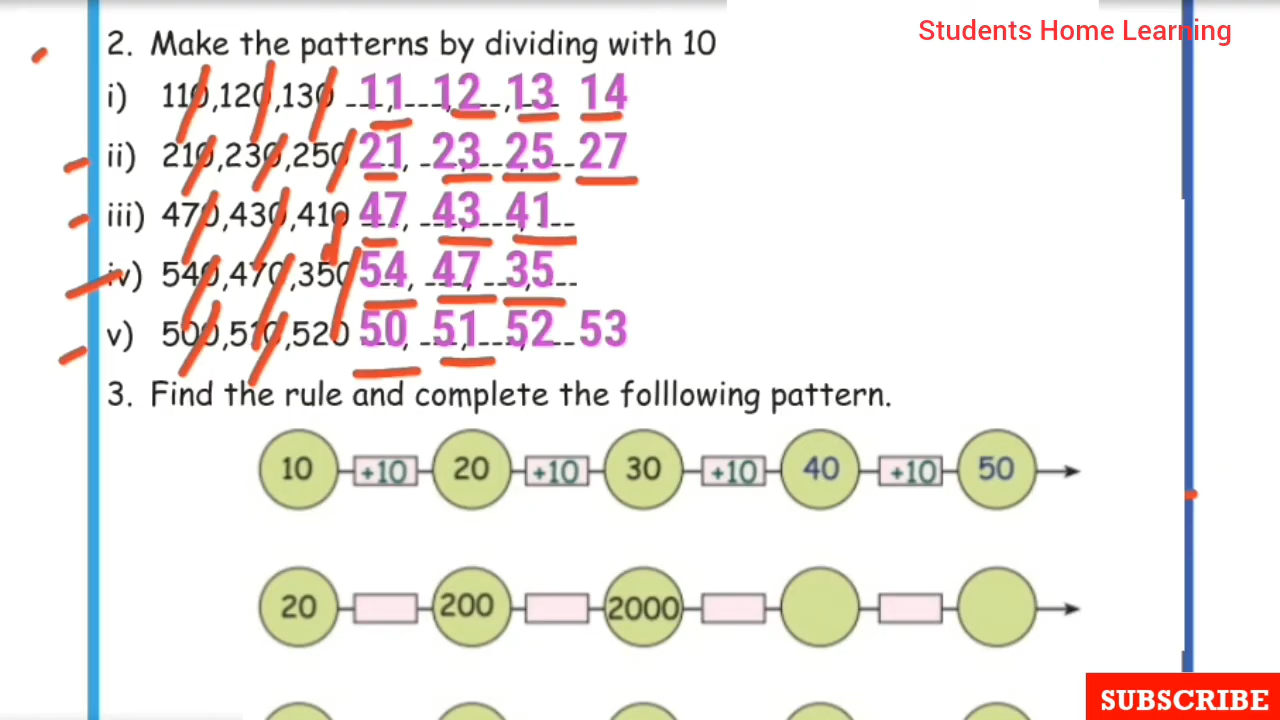 Students Home Learning
2. Make the patterns by dividing with 10
i) 110,120,130 ---11,---12--,13-- 14
ii) 210,230,250 21, --23,---25---27
iii) 470,430,410 47, ---43,---,41---
iv) 540,470,350 54, ---47, ---35,---
v) 500,510,520 50, ---51,---52---53
3. Find the rule and complete the folllowing pattern.
10 +10 20 +10 30 +10 40 +10 50
20 200 2000
SUBSCRIBE